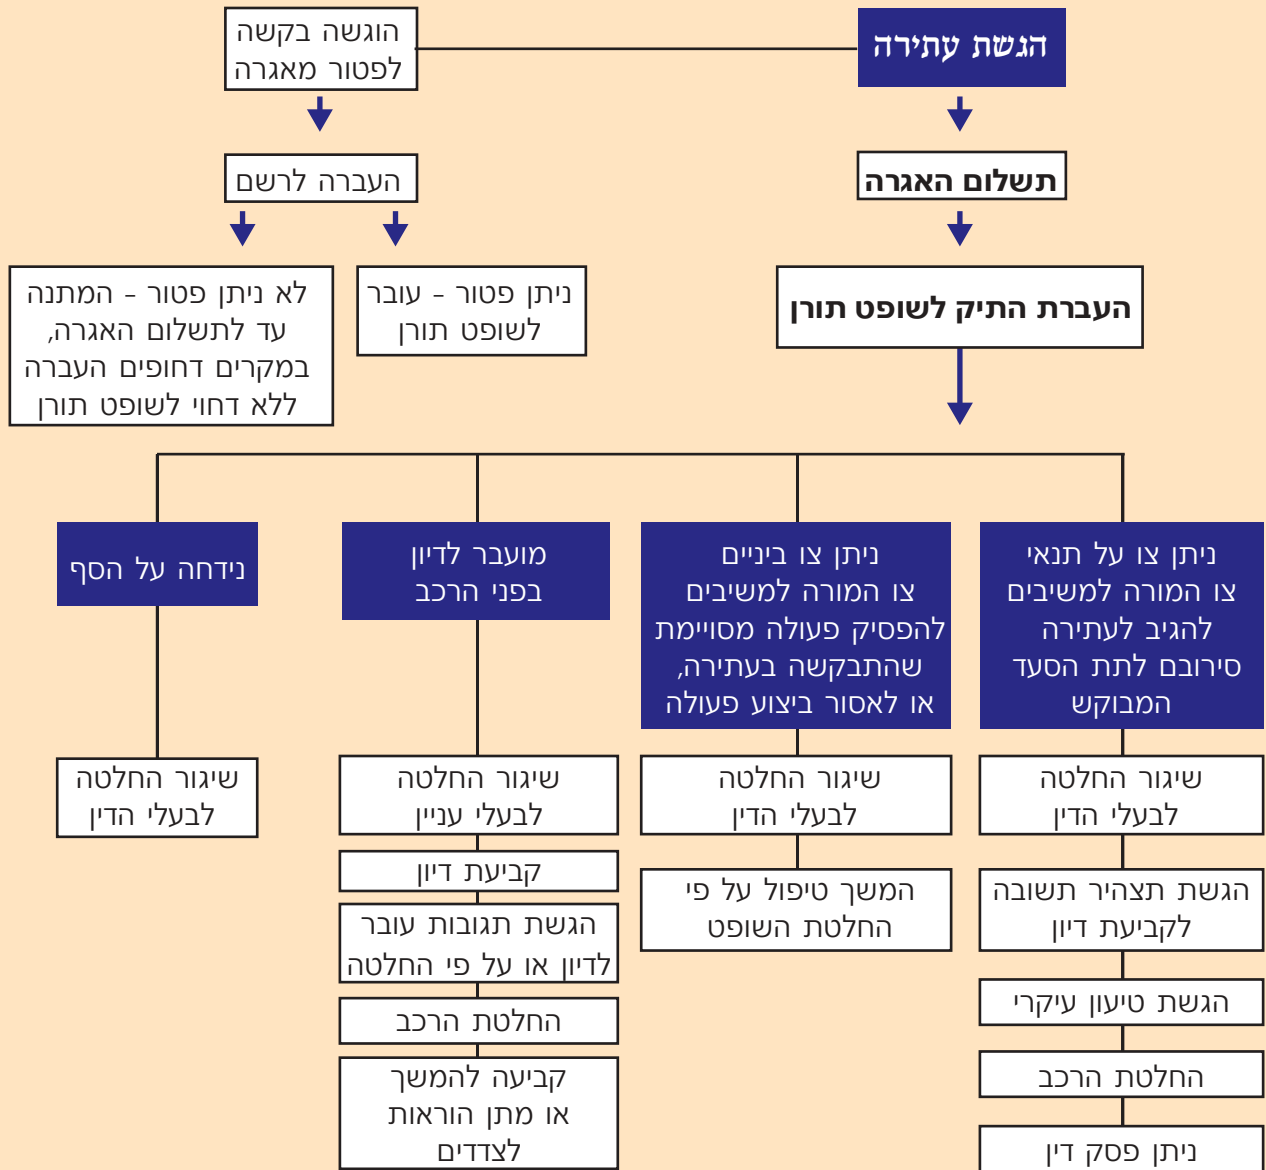 הגשת עתירה
הוגשה בקשה
לפטור מאגרה
תשלום האגרה
העברה לרשם
העברת התיק לשופט תורן
ניתן פטור – עובר
לשופט תורן
לא ניתן פטור – המתנה
עד לתשלום האגרה,
במקרים דחופים העברה
ללא דחוי לשופט תורן
ניתן צו על תנאי
צו המורה למשיבים
להגיב לעתירה
סירובם לתת הסעד
המבוקש
שיגור החלטה
לבעלי הדין
הגשת תצהיר תשובה
לקביעת דיון
הגשת טיעון עיקרי
החלטת הרכב
ניתן פסק דין
ניתן צו ביניים
צו המורה למשיבים
להפסיק פעולה מסויימת
שהתבקשה בעתירה,
או לאסור ביצוע פעולה
שיגור החלטה
לבעלי הדין
המשך טיפול על פי
החלטת השופט
מועבר לדיון
בפני הרכב
שיגור החלטה
לבעלי עניין
קביעת דיון
הגשת תגובות עובר
לדיון או על פי החלטה
החלטת הרכב
קביעה להמשך
או מתן הוראות
לצדדים
נידחה על הסף
שיגור החלטה
לבעלי הדין